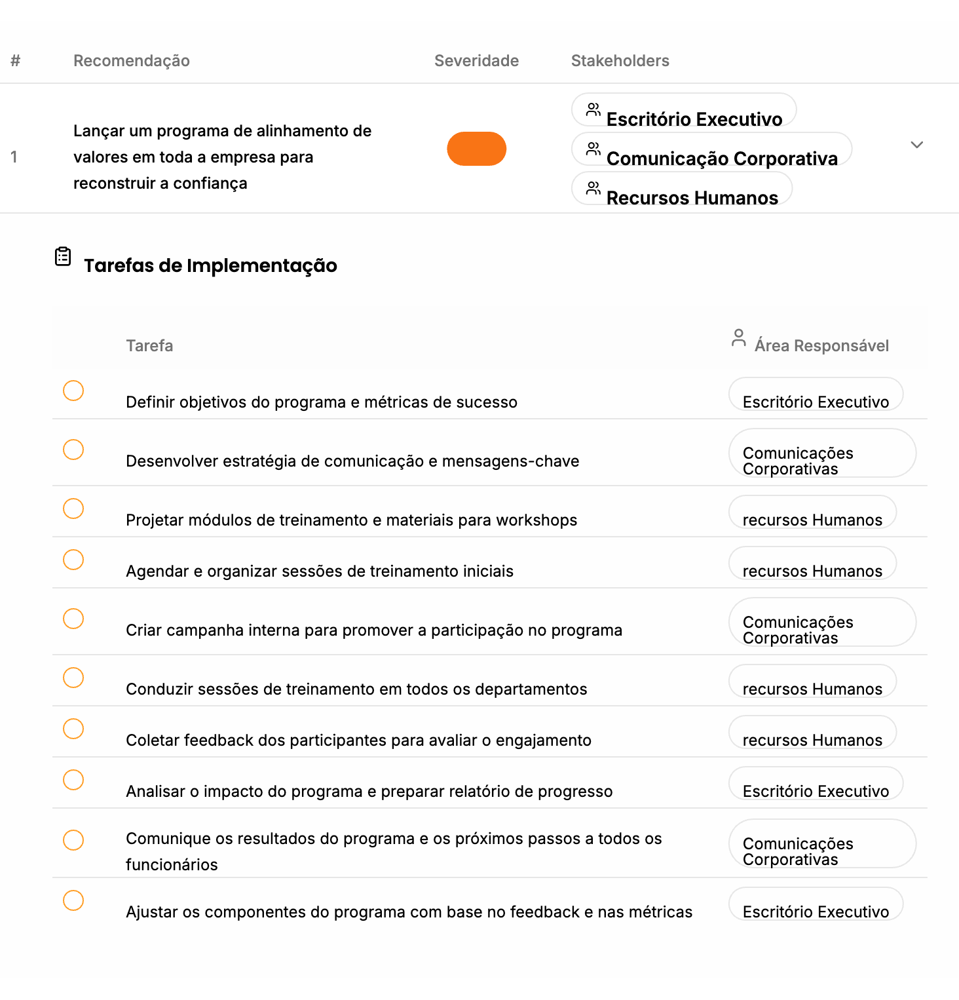 # Recomendação Severidade Stakeholders
1
Lançar um programa de alinhamento de
valores em toda a empresa para
reconstruir a confiança
Escritório Executivo
Comunicação Corporativa
Recursos Humanos
Tarefas de Implementação
Tarefa Área Responsável
Definir objetivos do programa e métricas de sucesso Escritório Executivo
Desenvolver estratégia de comunicação e mensagens-chave
Comunicações
Corporativas
Projetar módulos de treinamento e materiais para workshops recursos Humanos
Agendar e organizar sessões de treinamento iniciais recursos Humanos
Criar campanha interna para promover a participação no programa
Comunicações
Corporativas
Conduzir sessões de treinamento em todos os departamentos recursos Humanos
Coletar feedback dos participantes para avaliar o engajamento recursos Humanos
Analisar o impacto do programa e preparar relatório de progresso Escritório Executivo
Comunique os resultados do programa e os próximos passos a todos os
funcionários
Comunicações
Corporativas
Ajustar os componentes do programa com base no feedback e nas métricas Escritório Executivo